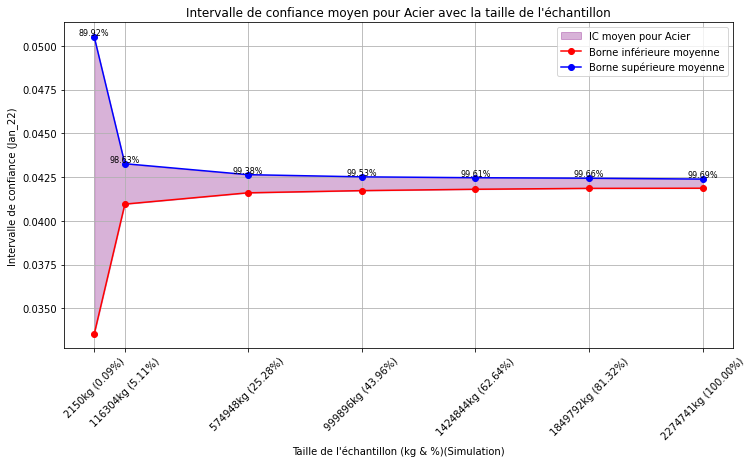 Intervalle de confiance moyen pour Acier avec la taille de l'échantillon
IC moyen pour Acier
Borne inférieure moyenne
Borne supérieure moyenne
89.92%
98.63%
99.38%
99.53%
99.61%
99.66%
99.69%
0.0500
0.0475
0.0450
0.0425
0.0400
0.0375
0.0350
Intervalle de confiance (Jan_22)
2150kg (0.09%)
116304kg (5.11%)
574948kg (25.28%)
999896kg (43.96%)
1424844kg (62.64%)
1849792kg (81.32%)
2274741kg (100.00%)
Taille de l'échantillon (kg & %)(Simulation)